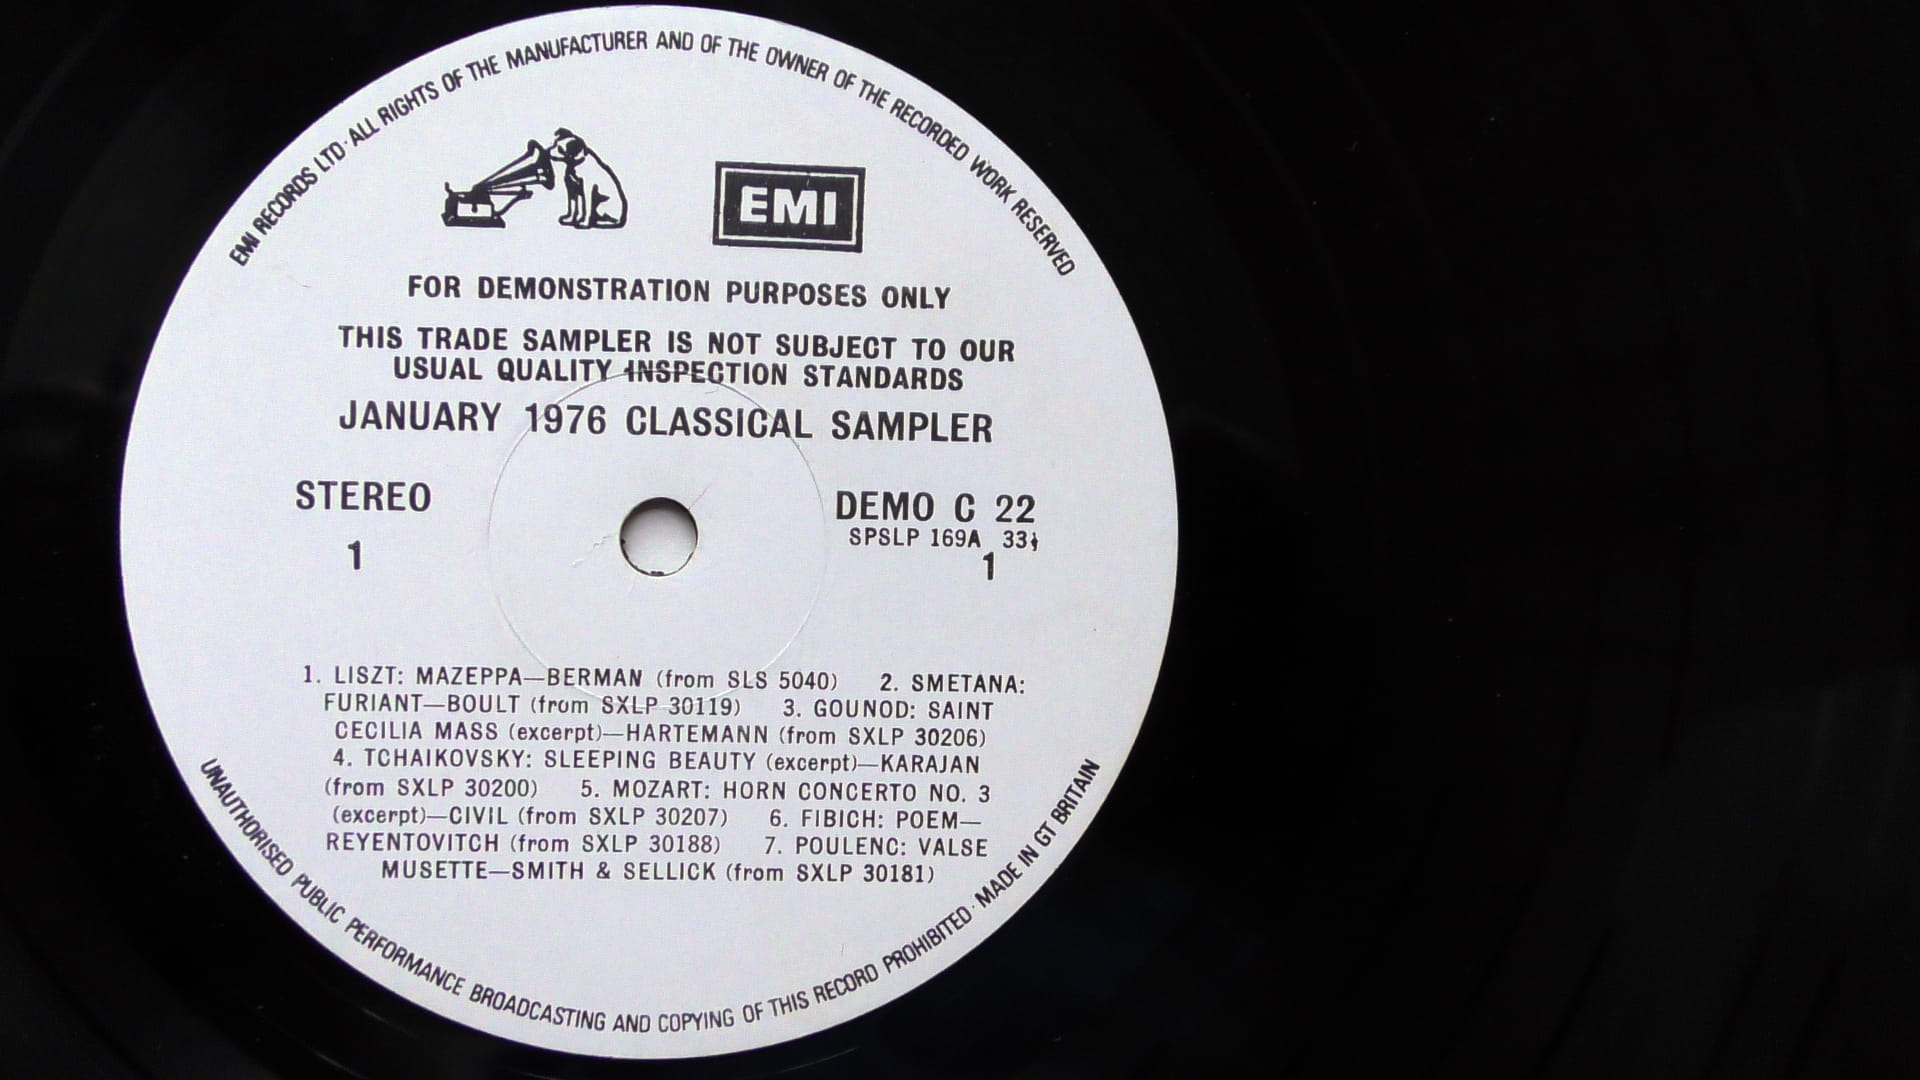 EMI RECORDS LTD · ALL RIGHTS OF THE MANUFACTURER AND OF THE OWNER OF THE RECORDED WORK RESERVED
EMI
FOR DEMONSTRATION PURPOSES ONLY
THIS TRADE SAMPLER IS NOT SUBJECT TO OUR
USUAL QUALITY INSPECTION STANDARDS
JANUARY 1976 CLASSICAL SAMPLER
STEREO
DEMO C 22
SPSLP 169A 33⅓
1
1
1. LISZT: MAZEPPA—BERMAN (from SLS 5040) 2. SMETANA:
FURIANT—BOULT (from SXLP 30119) 3. GOUNOD: SAINT
CECILIA MASS (excerpt)—HARTEMANN (from SXLP 30206)
4. TCHAIKOVSKY: SLEEPING BEAUTY (excerpt)—KARAJAN
(from SXLP 30200) 5. MOZART: HORN CONCERTO NO. 3
(excerpt)—CIVIL (from SXLP 30207) 6. FIBICH: POEM—
REYENTOVITCH (from SXLP 30188) 7. POULENC: VALSE
MUSETTE—SMITH & SELLICK (from SXLP 30181)
UNAUTHORISED PUBLIC PERFORMANCE BROADCASTING AND COPYING OF THIS RECORD PROHIBITED · MADE IN GT BRITAIN